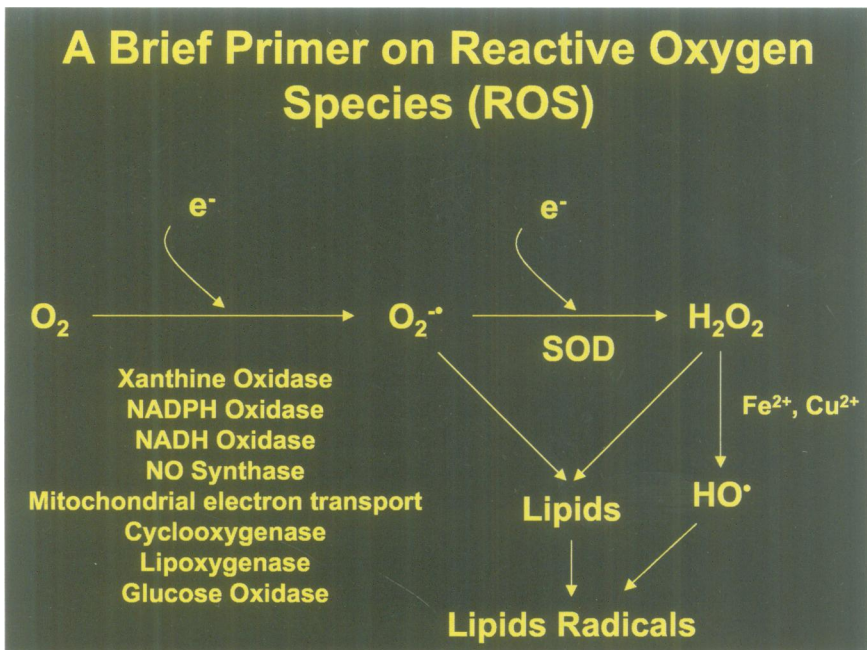 A Brief Primer on Reactive Oxygen
Species (ROS)
e⁻ e⁻
O₂ O₂⁻• H₂O₂
SOD
Xanthine Oxidase
NADPH Oxidase
NADH Oxidase
NO Synthase
Mitochondrial electron transport
Cyclooxygenase
Lipoxygenase
Glucose Oxidase
Fe²⁺, Cu²⁺
Lipids HO•
Lipids Radicals